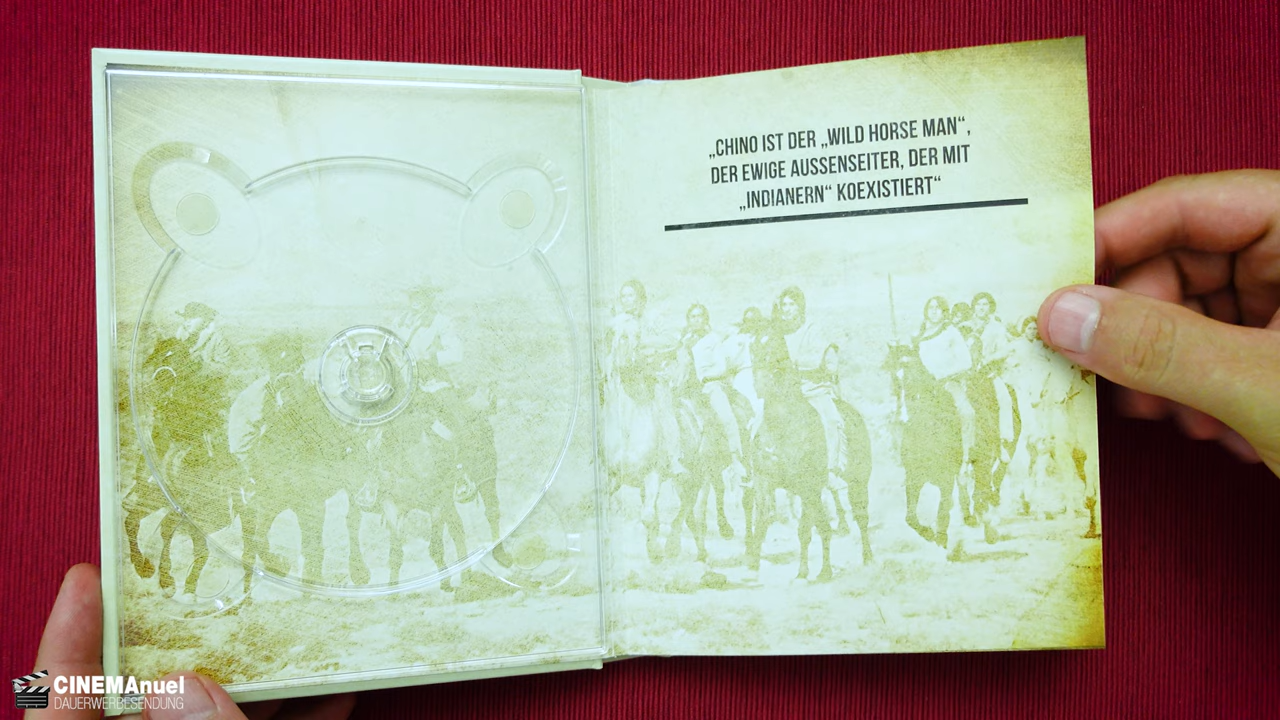 „CHINO IST DER „WILD HORSE MAN“,
DER EWIGE AUSSENSEITER, DER MIT
„INDIANERN“ KOEXISTIERT“
CINEMAnuel
DAUERWERBESENDUNG